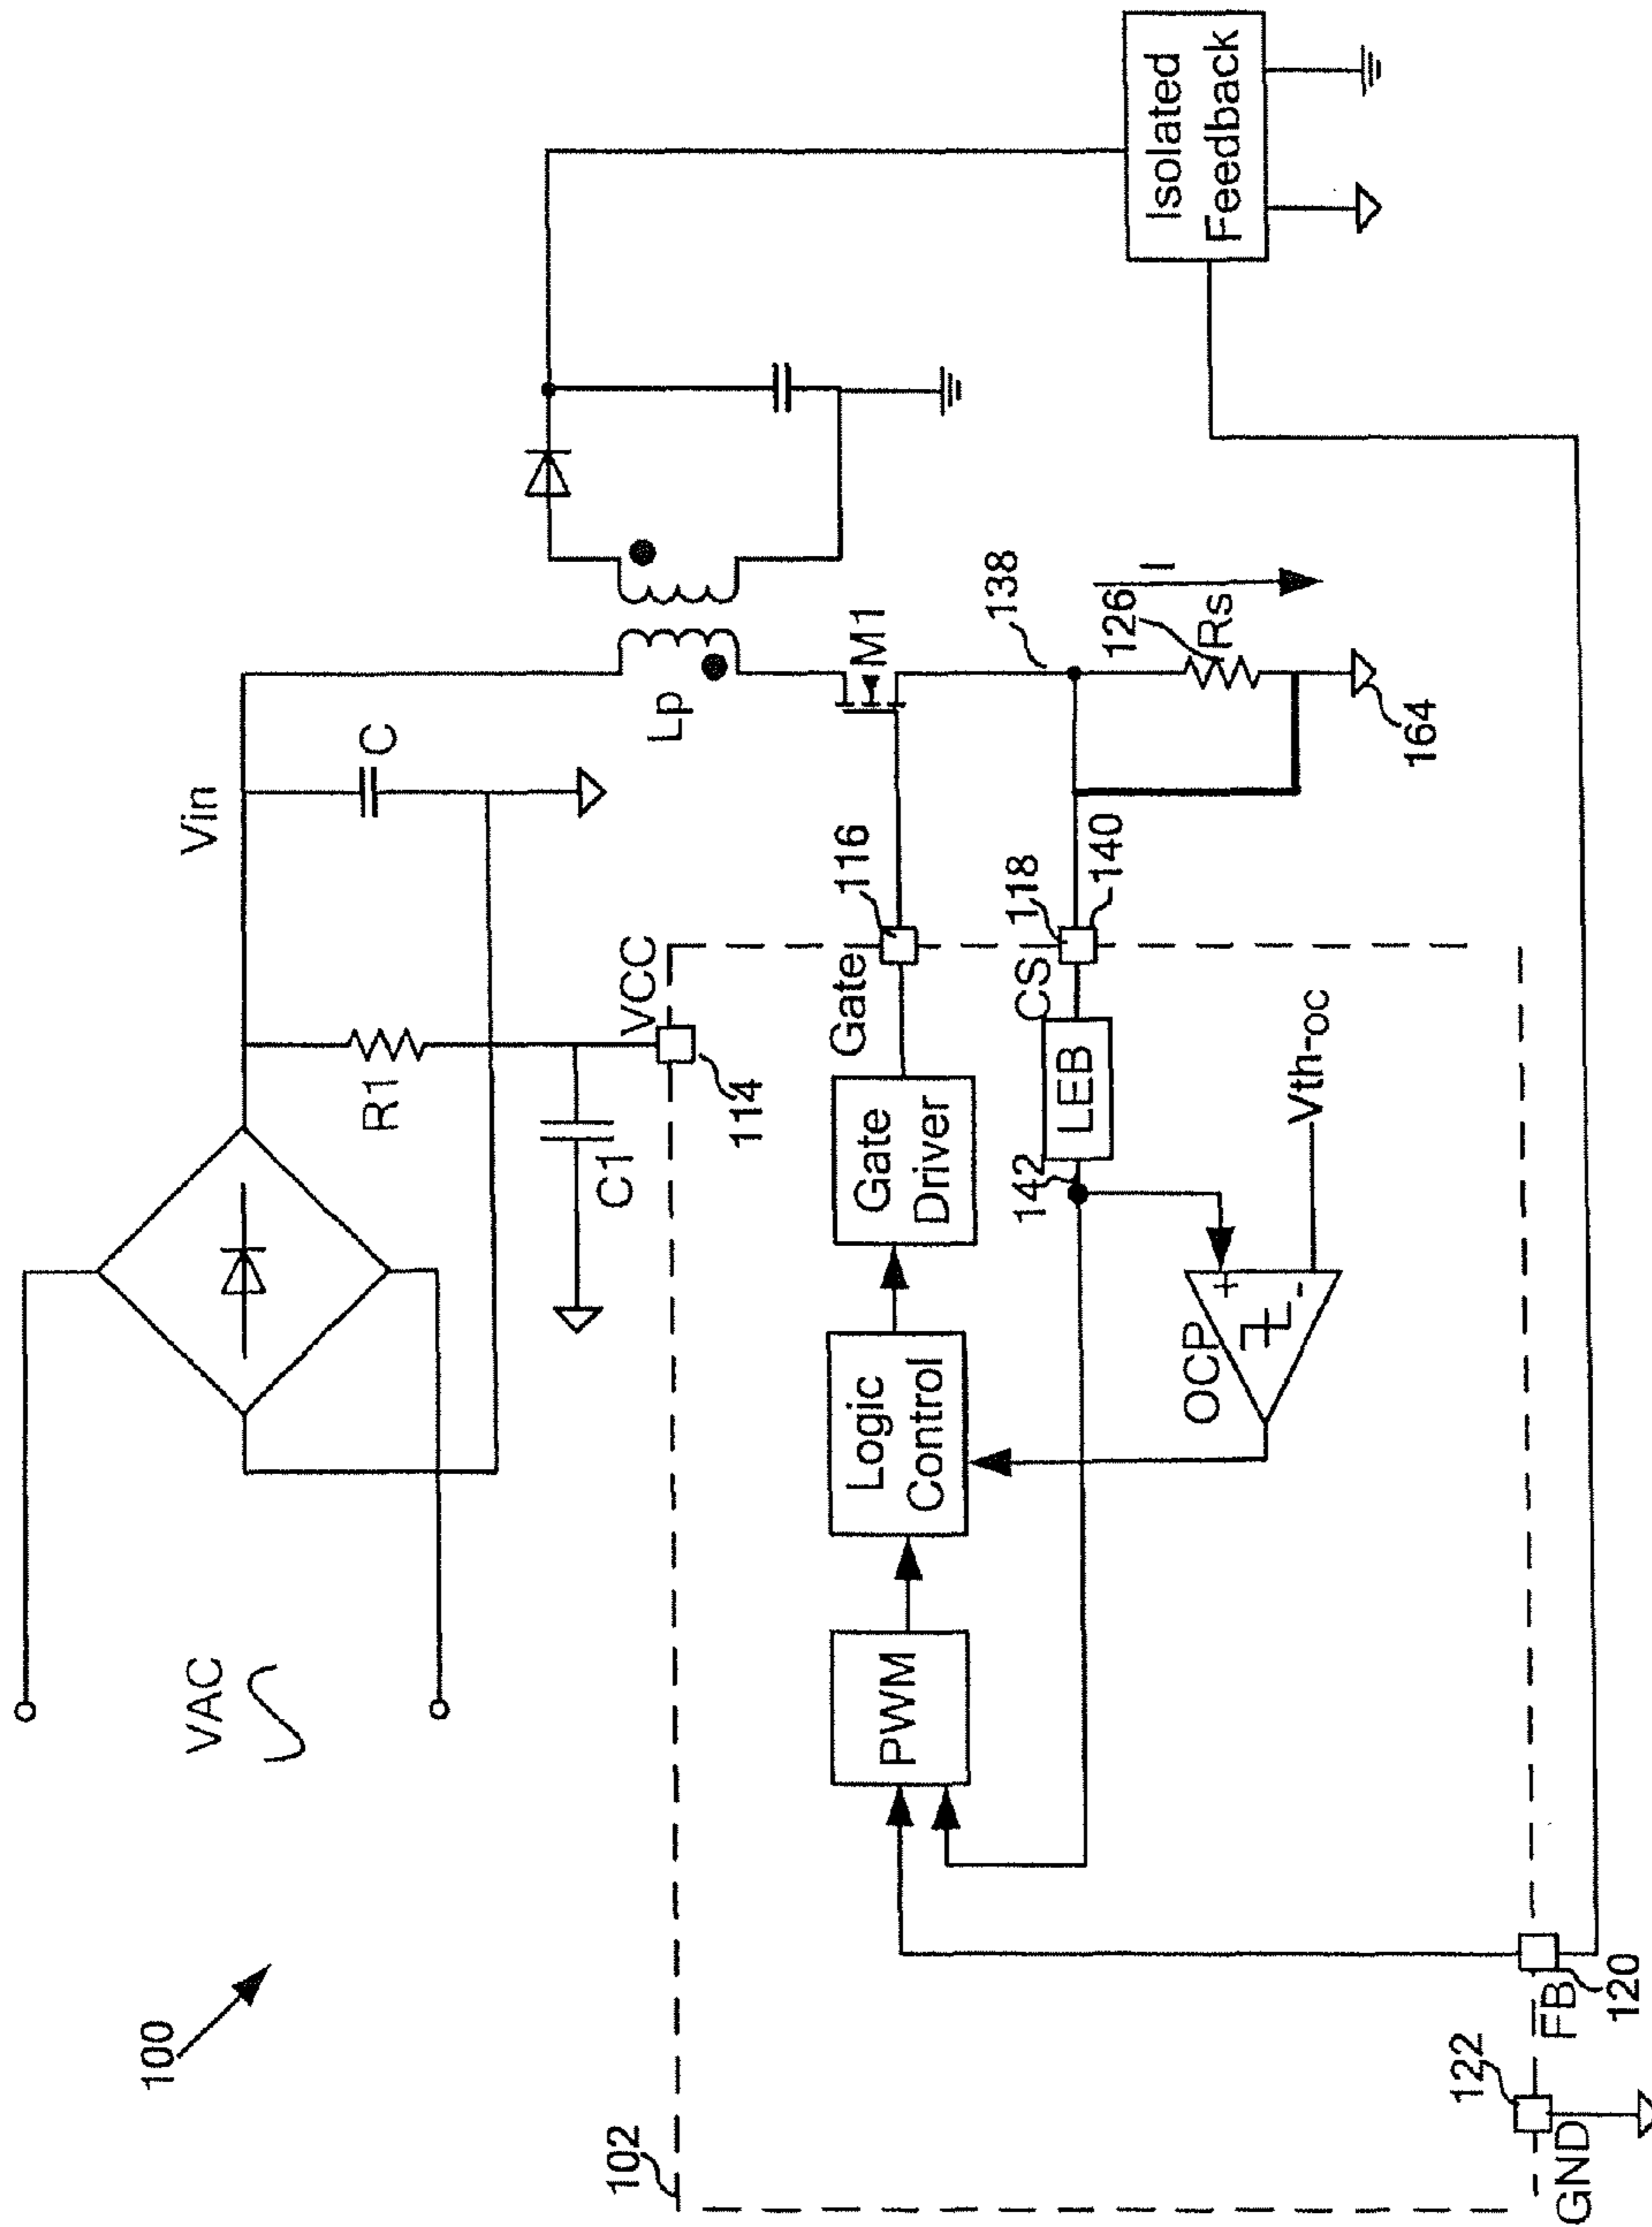 100
VAC
Vin
C
R1
C1
VCC
114
Lp
M1
102
Gate
116
PWM
Logic
Control
Gate
Driver
142
LEB
CS
118
140
138
126
Rs
I
164
OCP
+
-
Vth-oc
Isolated
Feedback
122
GND
FB
120